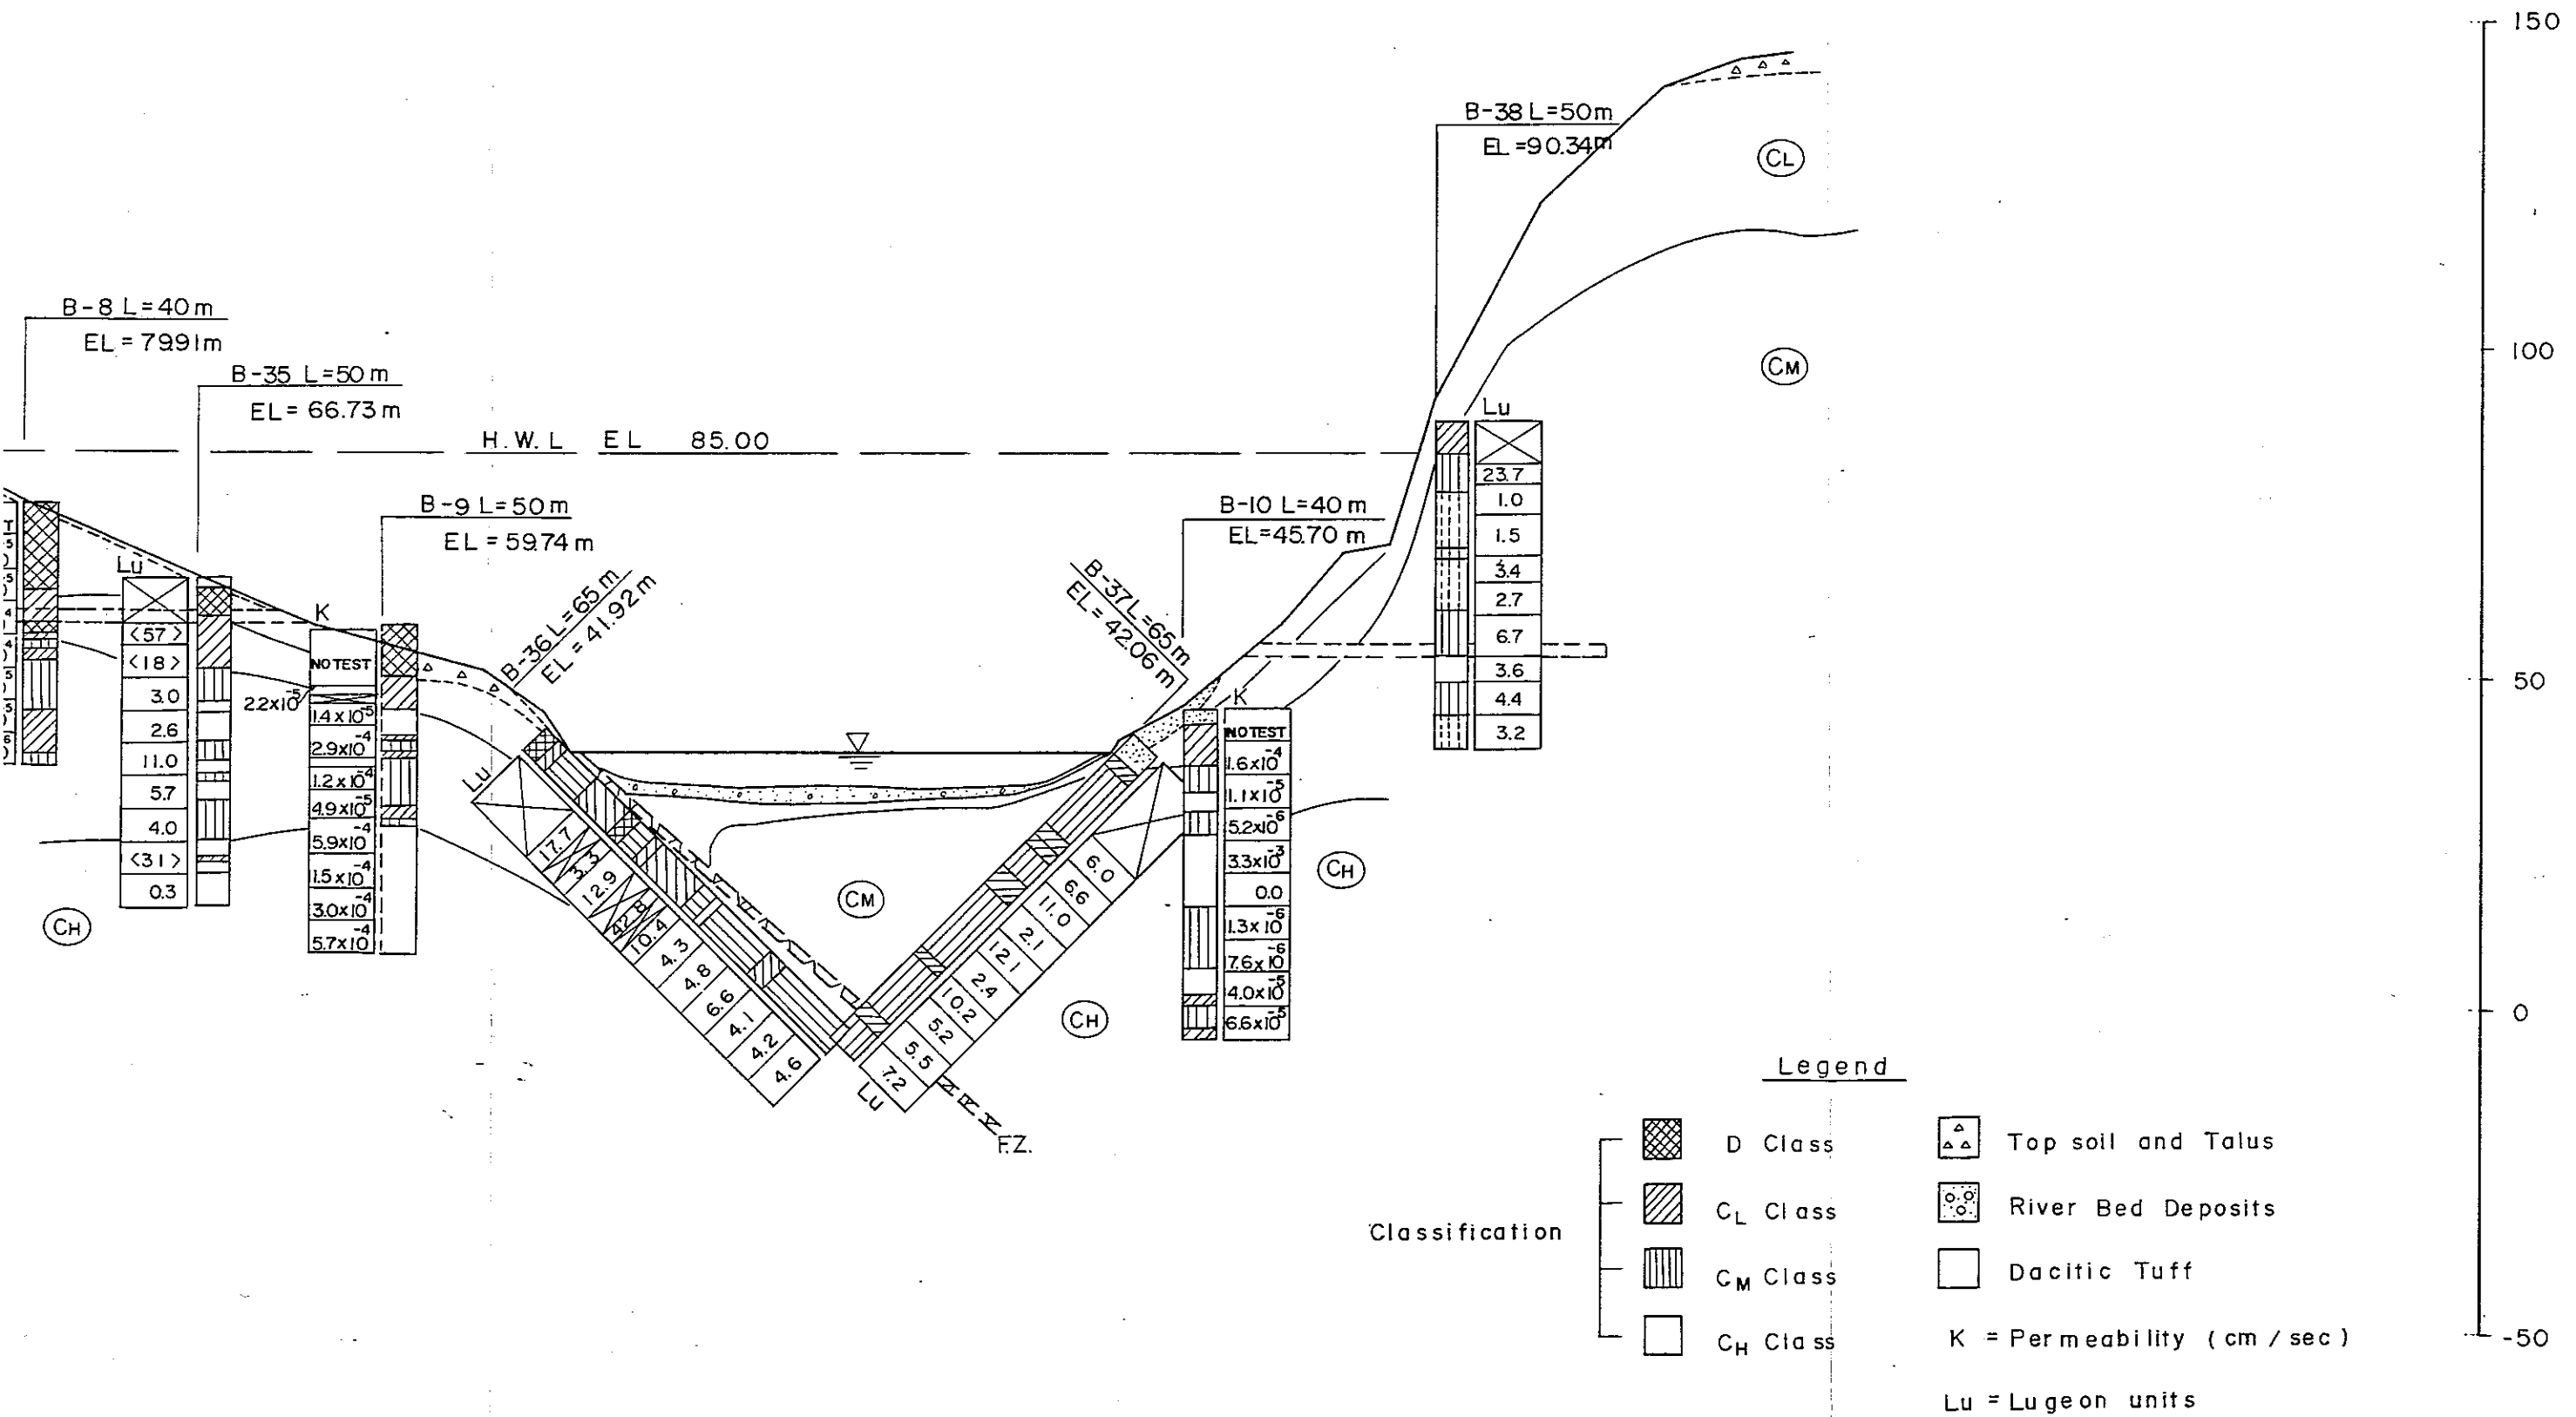 150
B-38 L=50m
EL=90.34m
CL
B-8 L=40m
EL=79.91m
100
CM
B-35 L=50m
EL=66.73m
Lu
H.W.L EL 85.00
23.7
1.0
1.5
3.4
2.7
6.7
3.6
4.4
3.2
B-9 L=50m
EL=59.74m
B-10 L=40m
EL=45.70 m
B-36 L=65m
EL=41.92m
B-37 L=65m
EL=42.06m
50
Lu
<57>
<18>
3.0
2.6
11.0
5.7
4.0
<31>
0.3
K
NO TEST
2.2x10-5
1.4x10-5
2.9x10-4
1.2x10-4
4.9x10-5
5.9x10-4
1.5x10-4
3.0x10-4
5.7x10-4
Lu
17.7
3.3
12.9
42.8
10.4
4.3
4.8
6.6
4.1
4.2
4.6
6.0
6.6
11.0
2.1
12.1
2.4
10.2
5.2
5.5
7.2
Lu
K
NO TEST
1.6x10-4
1.1x10-5
5.2x10-6
3.3x10-3
0.0
1.3x10-6
7.6x10-6
4.0x10-5
6.6x10-5
CH
CM
CH
CH
0
F.Z.
Legend
Classification
D Class
CL Class
CM Class
CH Class
Top soil and Talus
River Bed Deposits
Dacitic Tuff
K = Permeability (cm / sec)
Lu = Lugeon units
-50